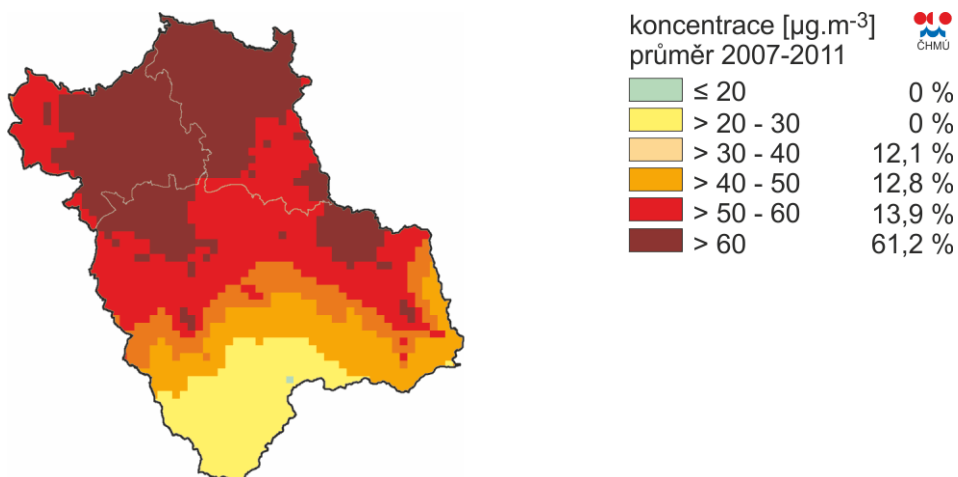 koncentrace [µg.m-3]
průměr 2007-2011
ČHMÚ
≤ 20 0 %
> 20 - 30 0 %
> 30 - 40 12,1 %
> 40 - 50 12,8 %
> 50 - 60 13,9 %
> 60 61,2 %